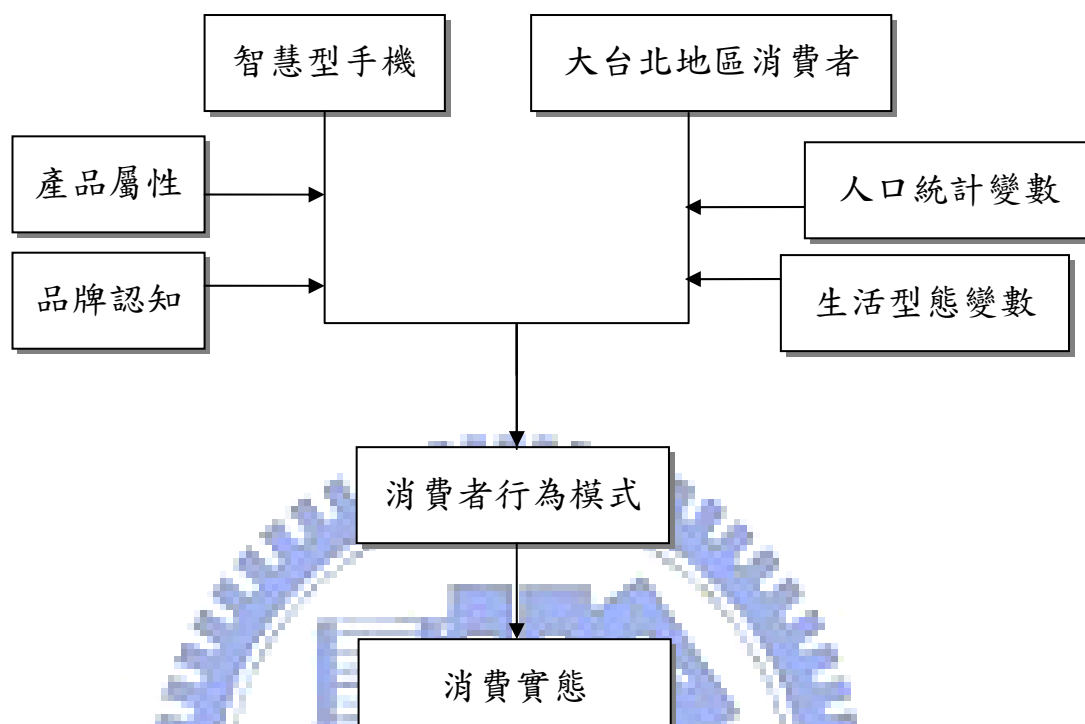 智慧型手機
大台北地區消費者
產品屬性
人口統計變數
品牌認知
生活型態變數
消費者行為模式
消費實態